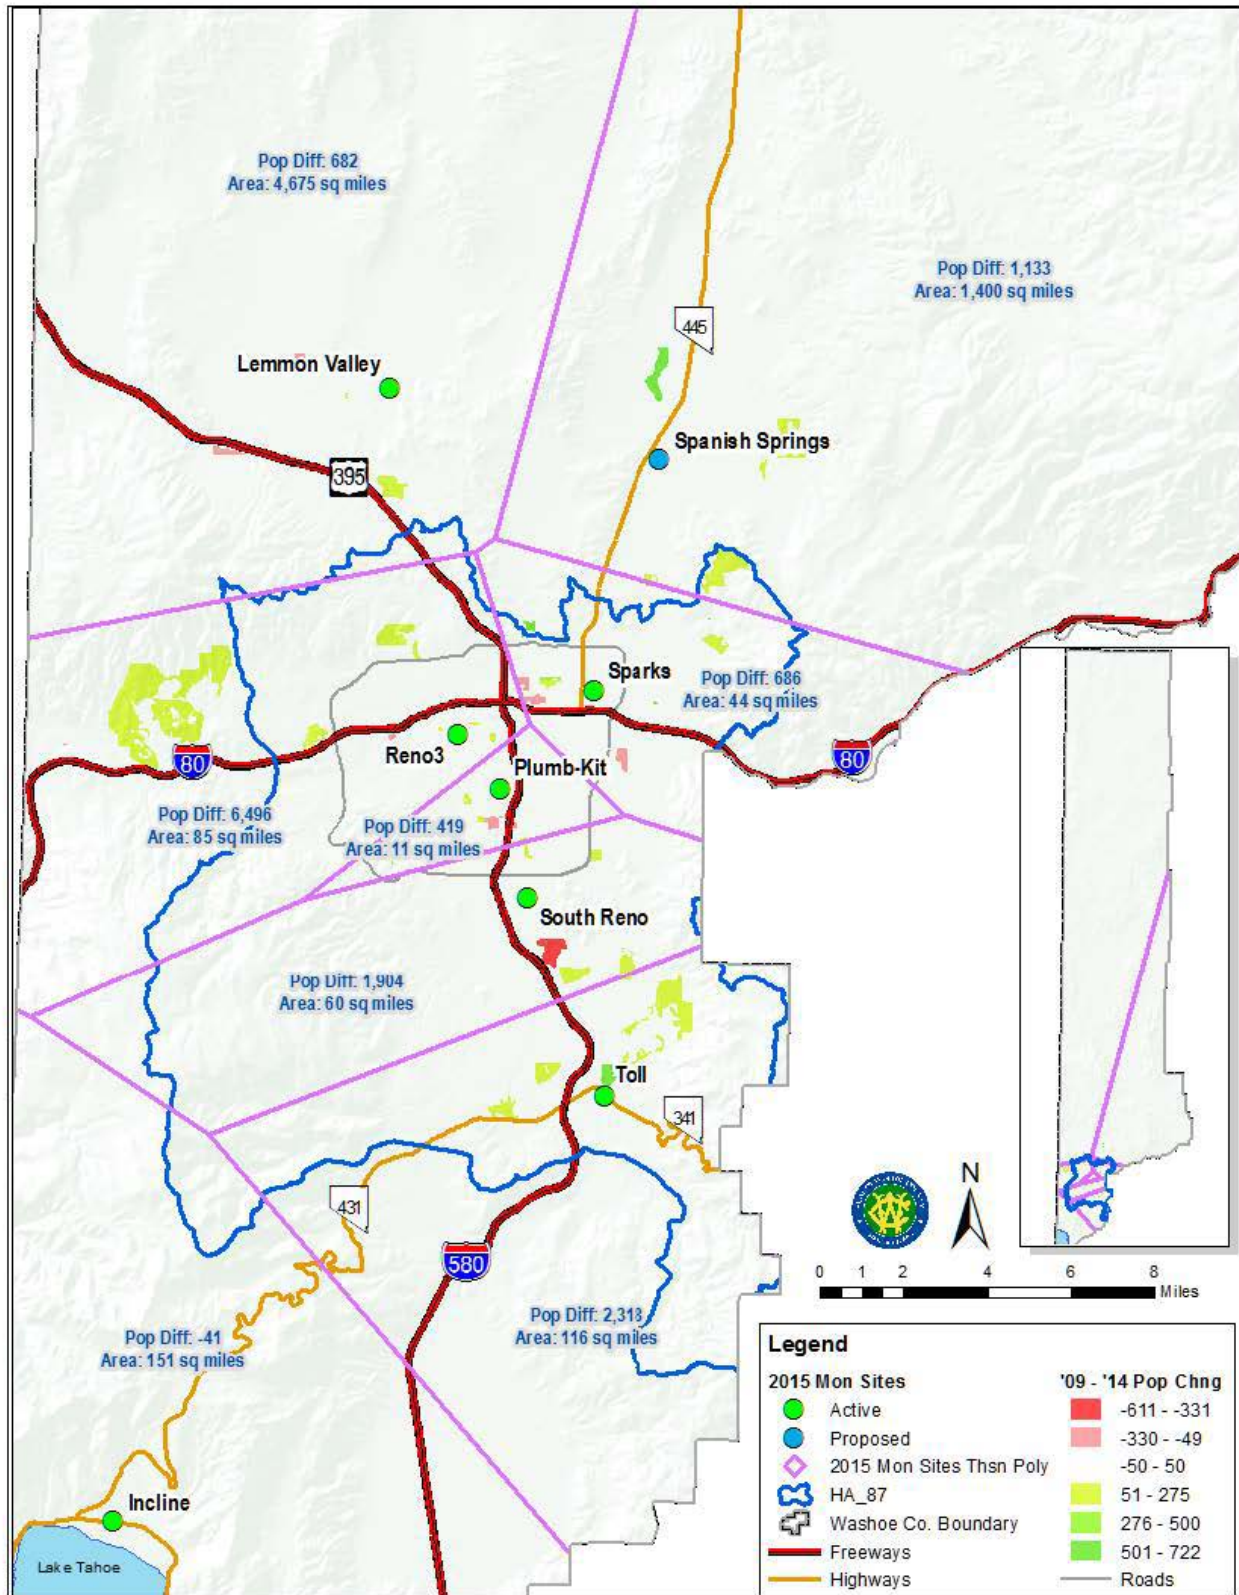 Pop Diff: 682
Area: 4,675 sq miles
Pop Diff: 1,133
Area: 1,400 sq miles
445
Lemmon Valley
Spanish Springs
395
Sparks
Pop Diff: 686
Area: 44 sq miles
Reno3
80
Plumb-Kit
80
Pop Diff: 6,496
Area: 85 sq miles
Pop Diff: 419
Area: 11 sq miles
South Reno
Pop Diff: 1,904
Area: 60 sq miles
Toll
341
N
431
580
0 1 2 4 6 8
Miles
Pop Diff: 2,318
Area: 116 sq miles
Pop Diff: -41
Area: 151 sq miles
Incline
Lake Tahoe
Legend
2015 Mon Sites
Active
Proposed
2015 Mon Sites Thsn Poly
HA_87
Washoe Co. Boundary
Freeways
Highways
'09 - '14 Pop Chng
-611 - -331
-330 - -49
-50 - 50
51 - 275
276 - 500
501 - 722
Roads